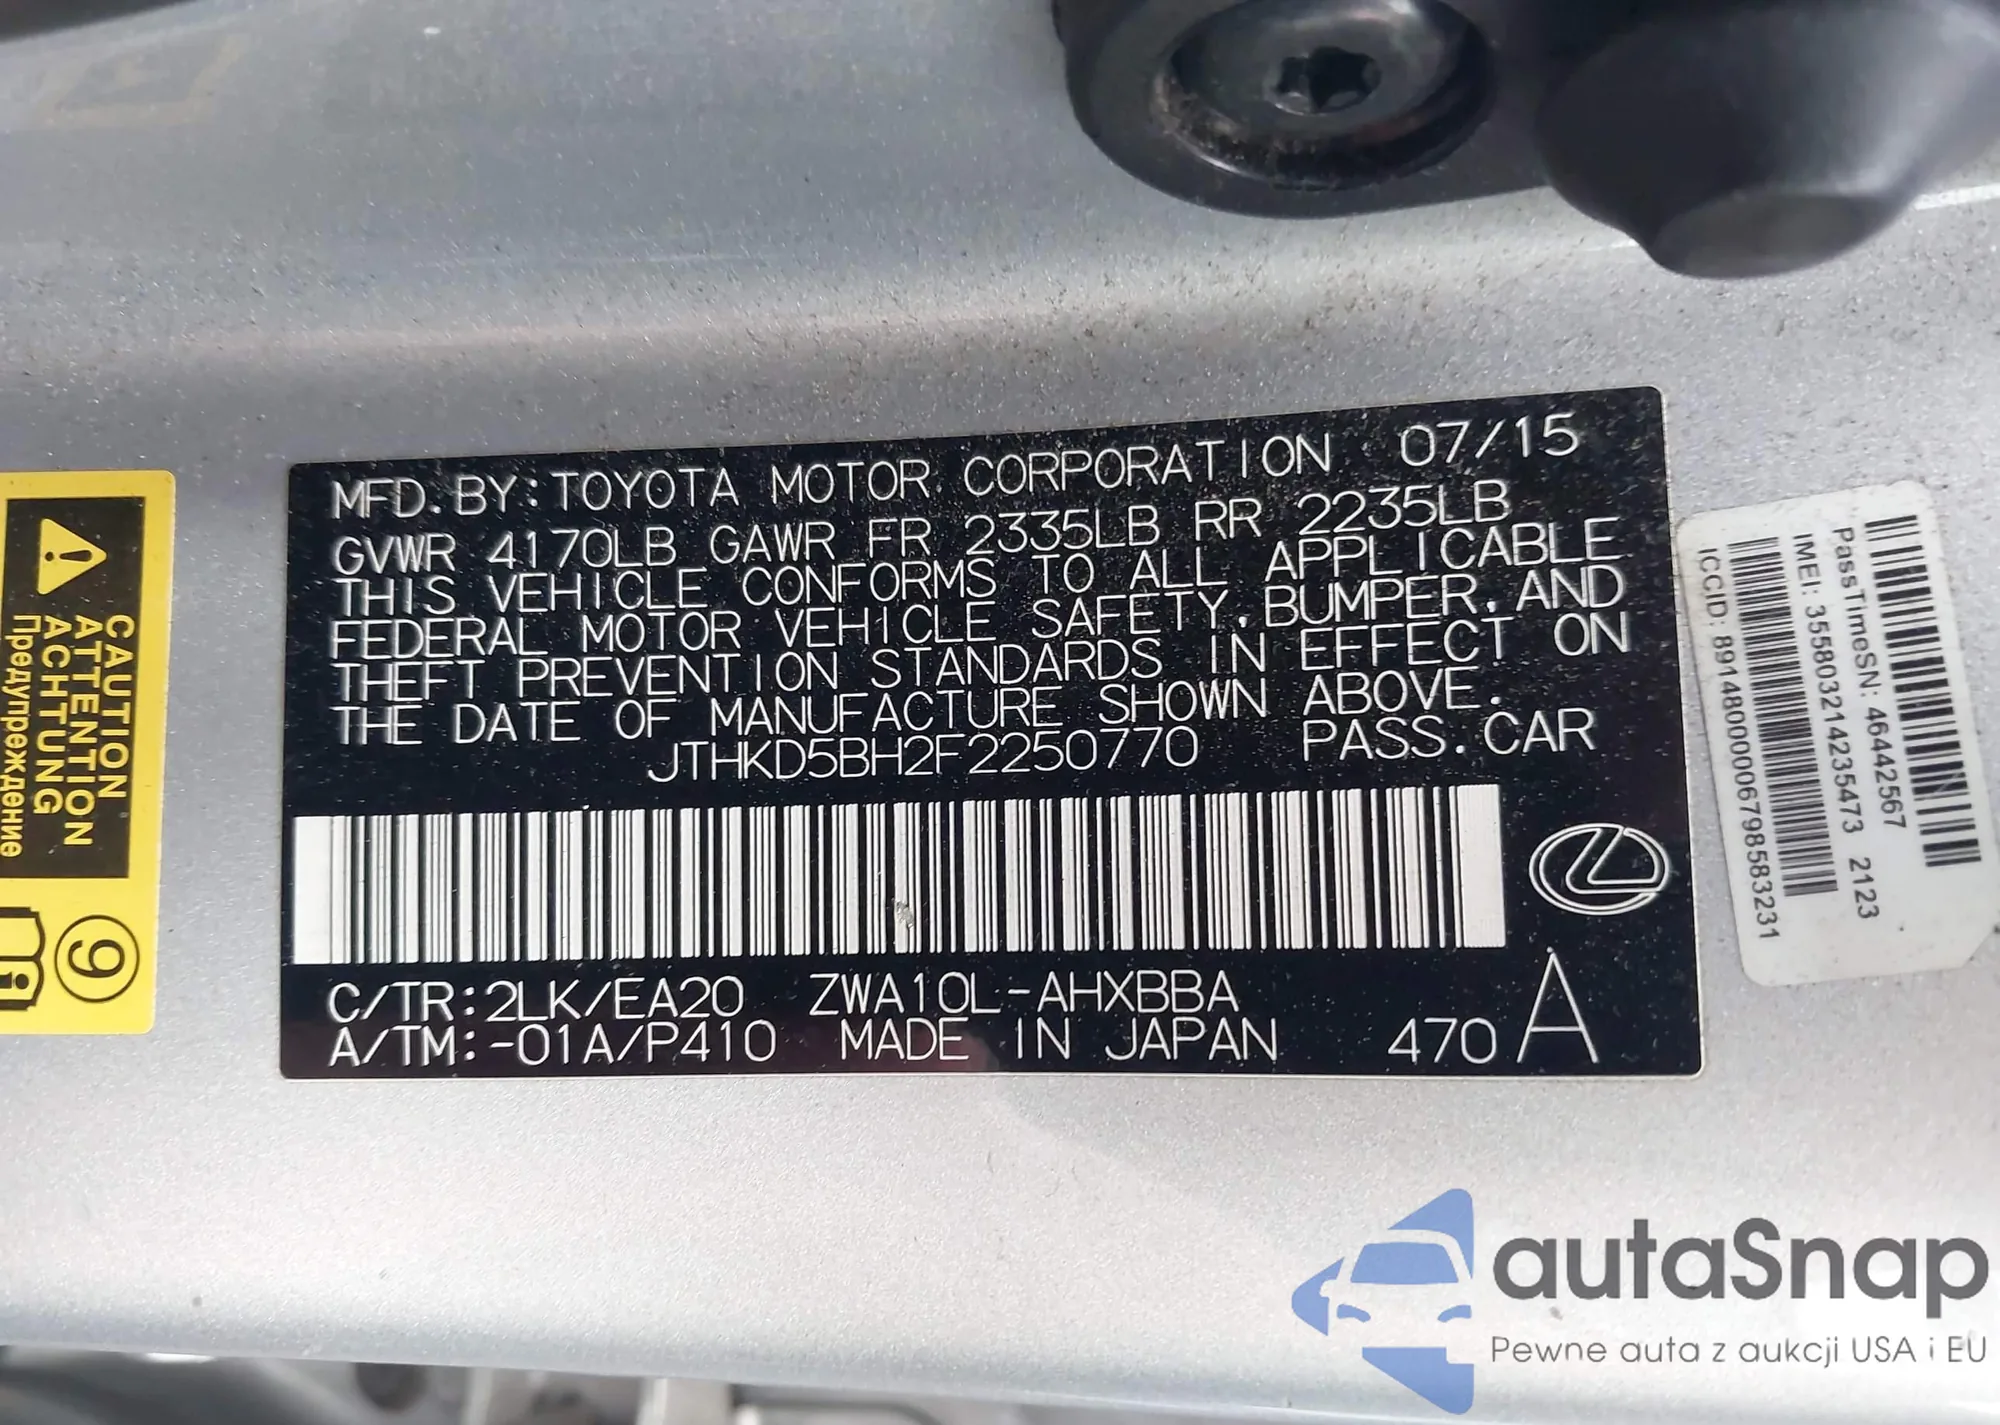 MFD. BY: TOYOTA MOTOR CORPORATION 07/15
GVWR 4170LB GAWR FR 2335LB RR 2235LB
THIS VEHICLE CONFORMS TO ALL APPLICABLE
FEDERAL MOTOR VEHICLE SAFETY, BUMPER, AND
THEFT PREVENTION STANDARDS IN EFFECT ON
THE DATE OF MANUFACTURE SHOWN ABOVE.
JTHKD5BH2F2250770 PASS. CAR
C/TR: 2LK/EA20 ZWA10L-AHXBBA
A/TM: -01A/P410 MADE IN JAPAN 470 A
CAUTION
ATTENTION
ACHTUNG
Предупреждение
9
PassTimeSN: 46442567
IMEI: 355803214235473 2123
ICCID: 89148000006798583231
autaSnap
Pewne auta z aukcji USA i EU